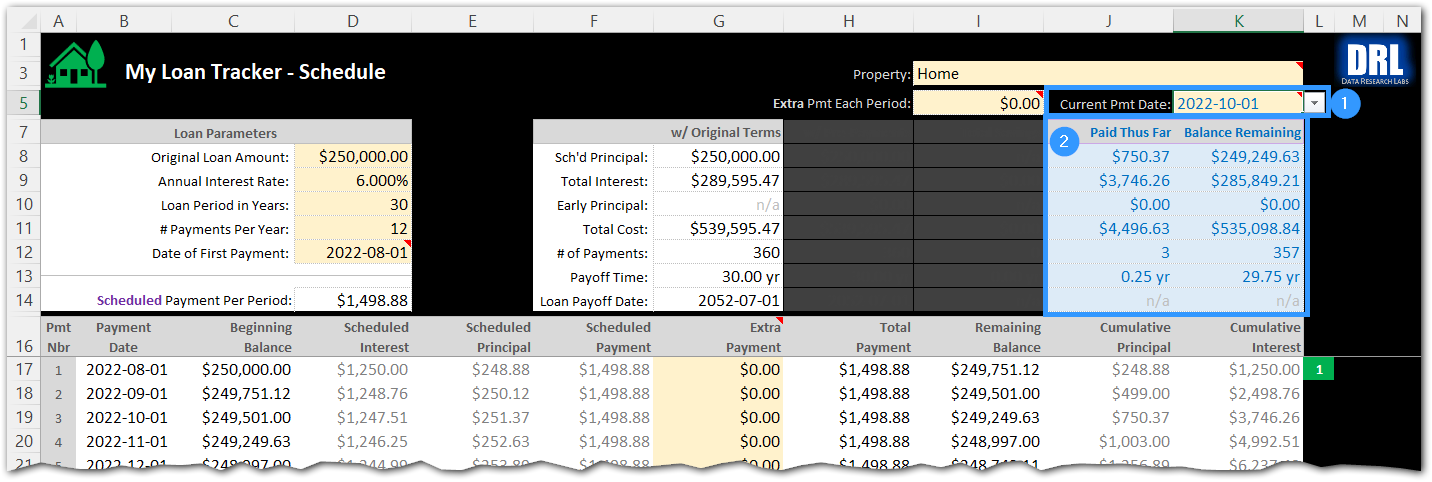 A B C D E F G H I J K L M N
1
3 My Loan Tracker - Schedule Property: Home DRL
DATA RESEARCH LABS
5 Extra Pmt Each Period: $0.00 Current Pmt Date: 2022-10-01 1
7 Loan Parameters w/ Original Terms 2 Paid Thus Far Balance Remaining
8 Original Loan Amount: $250,000.00 Sch'd Principal: $250,000.00 $750.37 $249,249.63
9 Annual Interest Rate: 6.000% Total Interest: $289,595.47 $3,746.26 $285,849.21
10 Loan Period in Years: 30 Early Principal: n/a $0.00 $0.00
11 # Payments Per Year: 12 Total Cost: $539,595.47 $4,496.63 $535,098.84
12 Date of First Payment: 2022-08-01 # of Payments: 360 3 357
13 Payoff Time: 30.00 yr 0.25 yr 29.75 yr
14 Scheduled Payment Per Period: $1,498.88 Loan Payoff Date: 2052-07-01 n/a n/a
Pmt Payment Beginning Scheduled Scheduled Scheduled Extra Total Remaining Cumulative Cumulative
16 Nbr Date Balance Interest Principal Payment Payment Payment Balance Principal Interest
17 1 2022-08-01 $250,000.00 $1,250.00 $248.88 $1,498.88 $0.00 $1,498.88 $249,751.12 $248.88 $1,250.00 1
18 2 2022-09-01 $249,751.12 $1,248.76 $250.12 $1,498.88 $0.00 $1,498.88 $249,501.00 $499.00 $2,498.76
19 3 2022-10-01 $249,501.00 $1,247.51 $251.37 $1,498.88 $0.00 $1,498.88 $249,249.63 $750.37 $3,746.26
20 4 2022-11-01 $249,249.63 $1,246.25 $252.63 $1,498.88 $0.00 $1,498.88 $248,997.00 $1,003.00 $4,992.51
21 5 2022-12-01 $248,997.00 $0.00